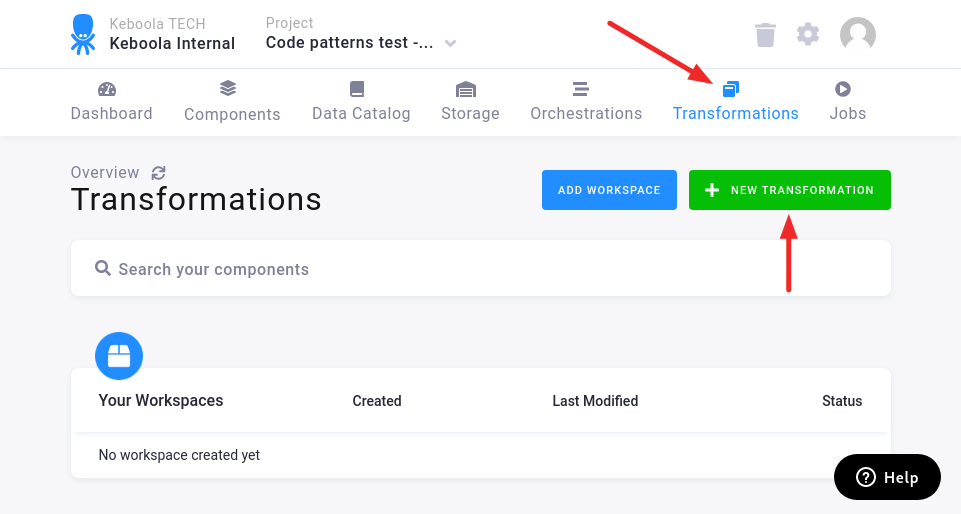 Keboola TECH
Keboola Internal
Project
Code patterns test -...
Dashboard
Components
Data Catalog
Storage
Orchestrations
Transformations
Jobs
Overview
Transformations
ADD WORKSPACE
NEW TRANSFORMATION
Search your components
Your Workspaces
Created
Last Modified
Status
No workspace created yet
Help